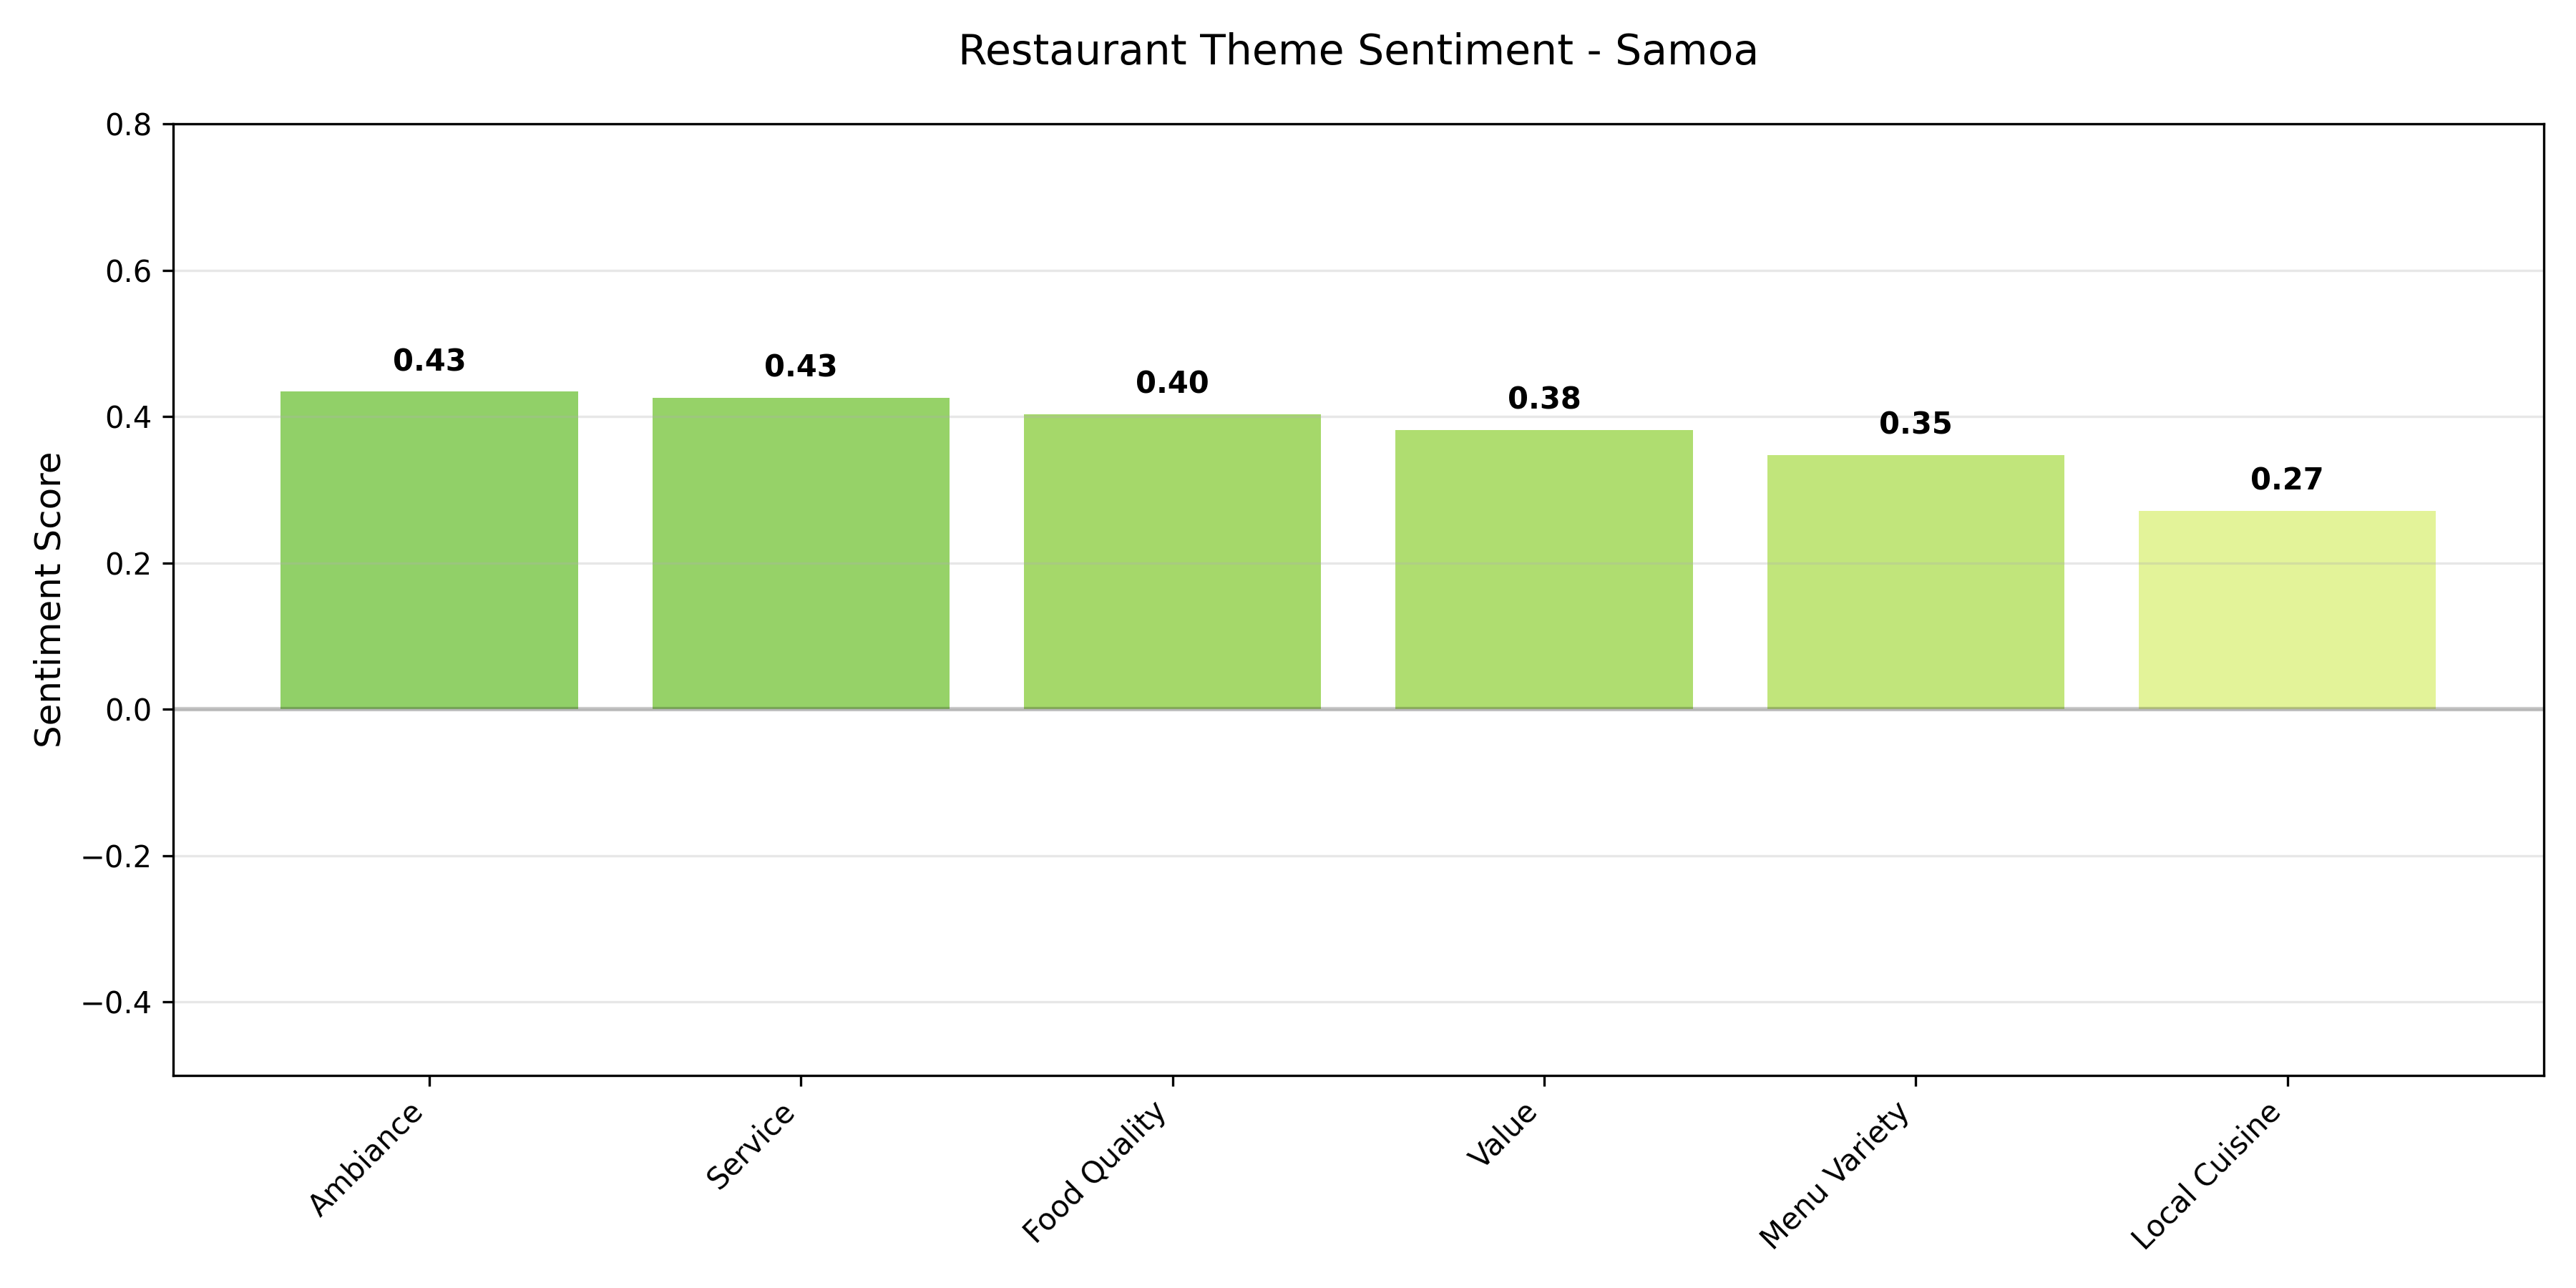 Restaurant Theme Sentiment - Samoa
Sentiment Score
0.8
0.6
0.4
0.2
0.0
−0.2
−0.4
0.43
0.43
0.40
0.38
0.35
0.27
Ambiance
Service
Food Quality
Value
Menu Variety
Local Cuisine